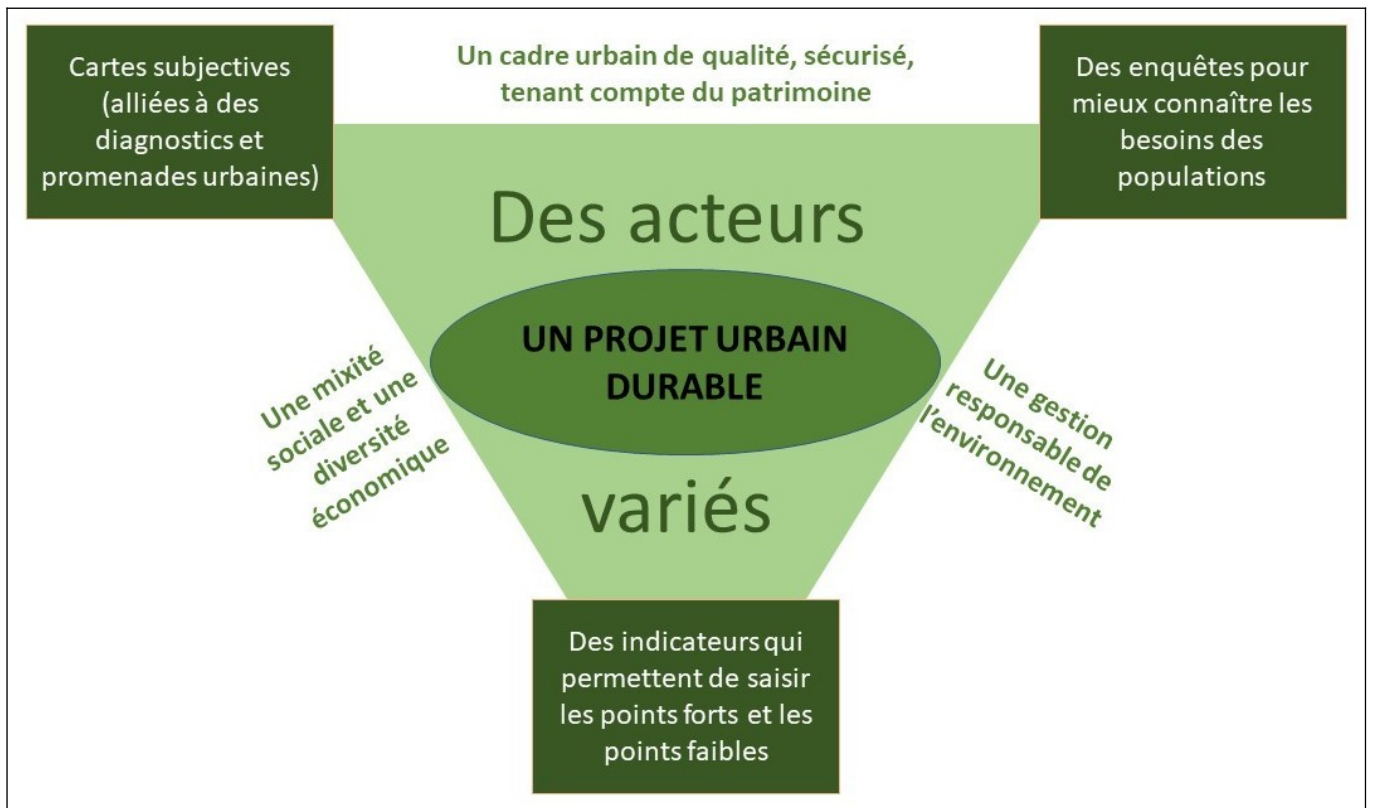 Cartes subjectives
(alliées à des
diagnostics et
promenades urbaines)
Un cadre urbain de qualité, sécurisé,
tenant compte du patrimoine
Des enquêtes pour
mieux connaître les
besoins des
populations
Des acteurs
UN PROJET URBAIN
DURABLE
variés
Une mixité
sociale et une
diversité
économique
Une gestion
responsable de
l'environnement
Des indicateurs qui
permettent de saisir
les points forts et les
points faibles